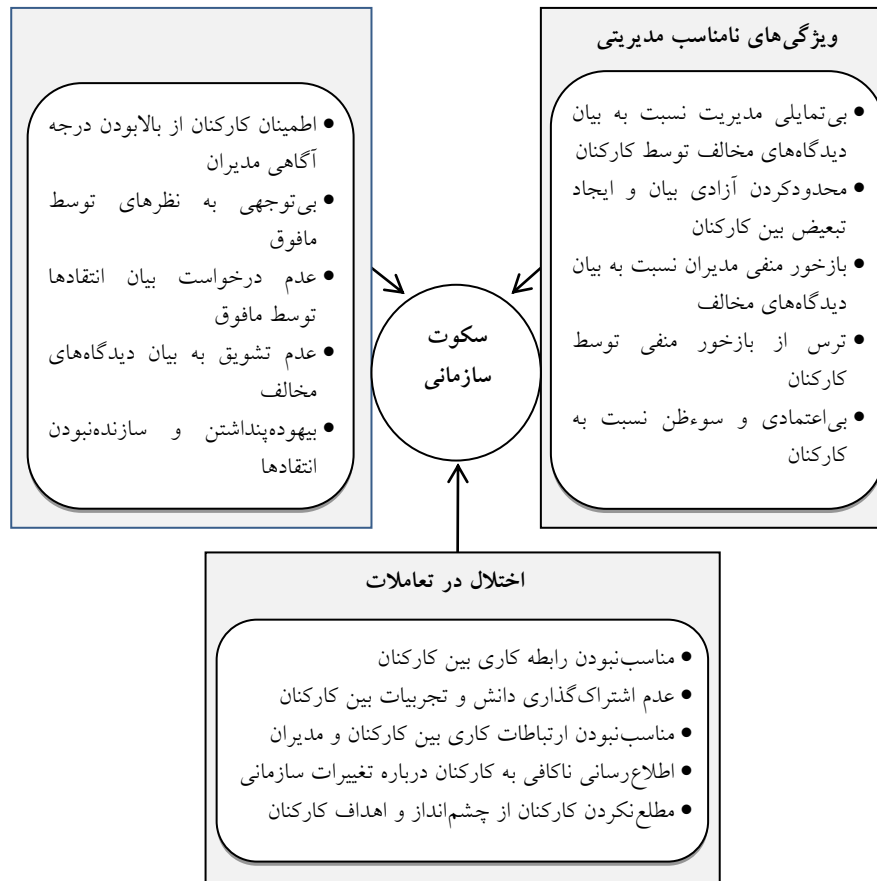 ویژگی‌های نامناسب مدیریتی
• بی‌تمایلی مدیریت نسبت به بیان
دیدگاه‌های مخالف توسط کارکنان
• محدودکردن آزادی بیان و ایجاد
تبعیض بین کارکنان
• بازخور منفی مدیران نسبت به بیان
دیدگاه‌های مخالف
• ترس از بازخور منفی توسط
کارکنان
• بی‌اعتمادی و سوءظن نسبت به
کارکنان
• اطمینان کارکنان از بالابودن درجه
آگاهی مدیران
• بی‌توجهی به نظرهای توسط
مافوق
• عدم درخواست بیان انتقادها
توسط مافوق
• عدم تشویق به بیان دیدگاه‌های
مخالف
• بیهوده‌پنداشتن و سازنده‌نبودن
انتقادها
سکوت
سازمانی
اختلال در تعاملات
• مناسب‌نبودن رابطه کاری بین کارکنان
• عدم اشتراک‌گذاری دانش و تجربیات بین کارکنان
• مناسب‌نبودن ارتباطات کاری بین کارکنان و مدیران
• اطلاع‌رسانی ناکافی به کارکنان درباره تغییرات سازمانی
• مطلع‌نکردن کارکنان از چشم‌انداز و اهداف کارکنان